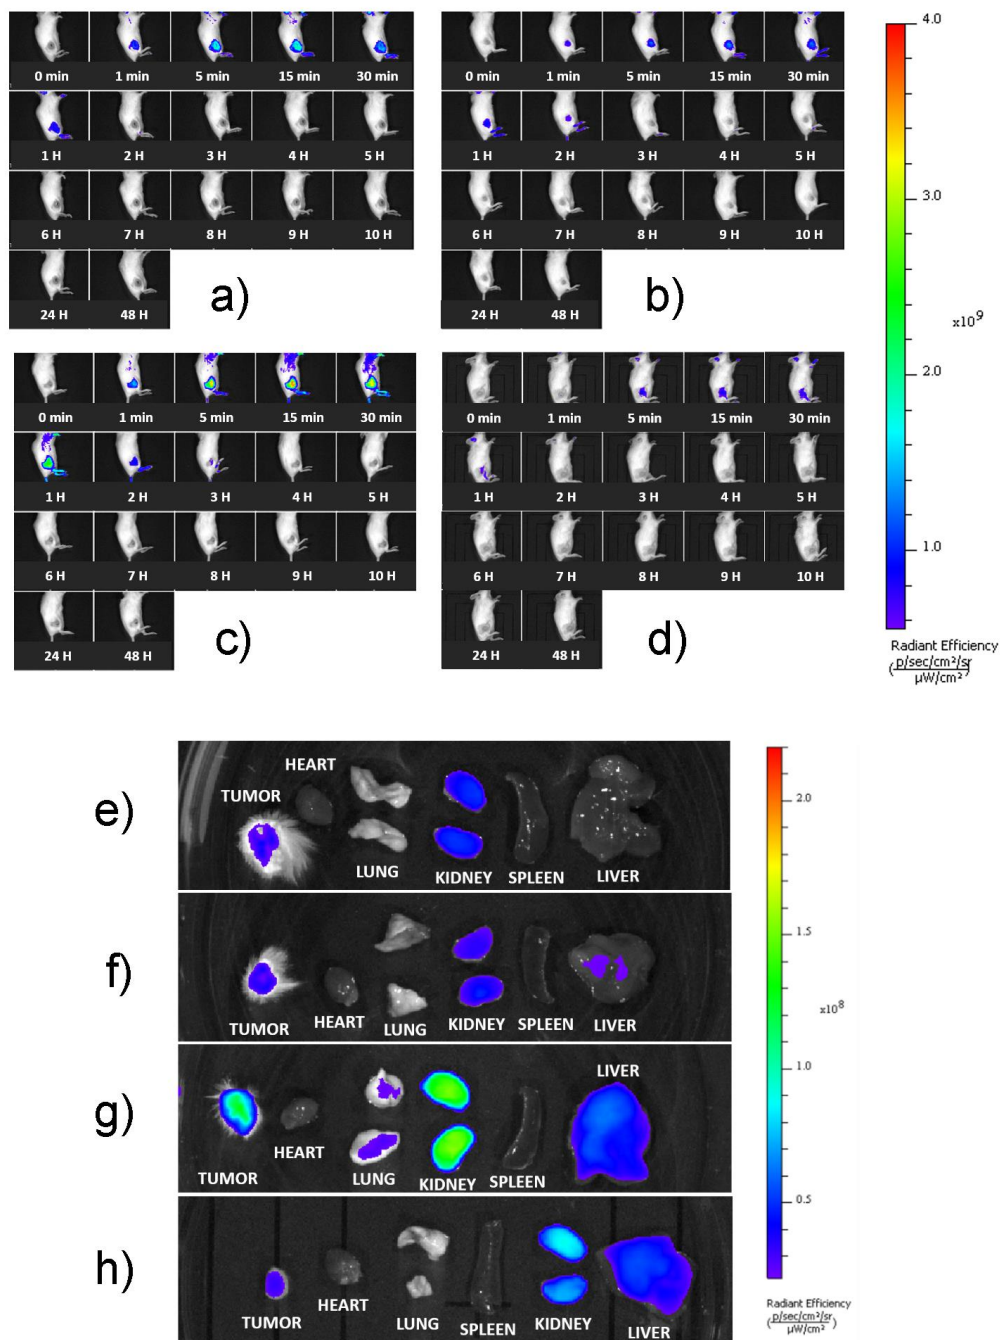 0 min 1 min 5 min 15 min 30 min
1 H 2 H 3 H 4 H 5 H
6 H 7 H 8 H 9 H 10 H
24 H 48 H
a)
0 min 1 min 5 min 15 min 30 min
1 H 2 H 3 H 4 H 5 H
6 H 7 H 8 H 9 H 10 H
24 H 48 H
b)
0 min 1 min 5 min 15 min 30 min
1 H 2 H 3 H 4 H 5 H
6 H 7 H 8 H 9 H 10 H
24 H 48 H
c)
0 min 1 min 5 min 15 min 30 min
1 H 2 H 3 H 4 H 5 H
6 H 7 H 8 H 9 H 10 H
24 H 48 H
d)
4.0
3.0
x10⁹
2.0
1.0
Radiant Efficiency
(p/sec/cm²/sr / µW/cm²)
e)
HEART
TUMOR
LUNG KIDNEY SPLEEN LIVER
f)
TUMOR HEART LUNG KIDNEY SPLEEN LIVER
g)
LIVER
HEART
TUMOR LUNG KIDNEY SPLEEN
h)
TUMOR HEART LUNG SPLEEN KIDNEY LIVER
2.0
1.5
x10⁸
1.0
0.5
Radiant Efficiency
(p/sec/cm²/sr / µW/cm²)